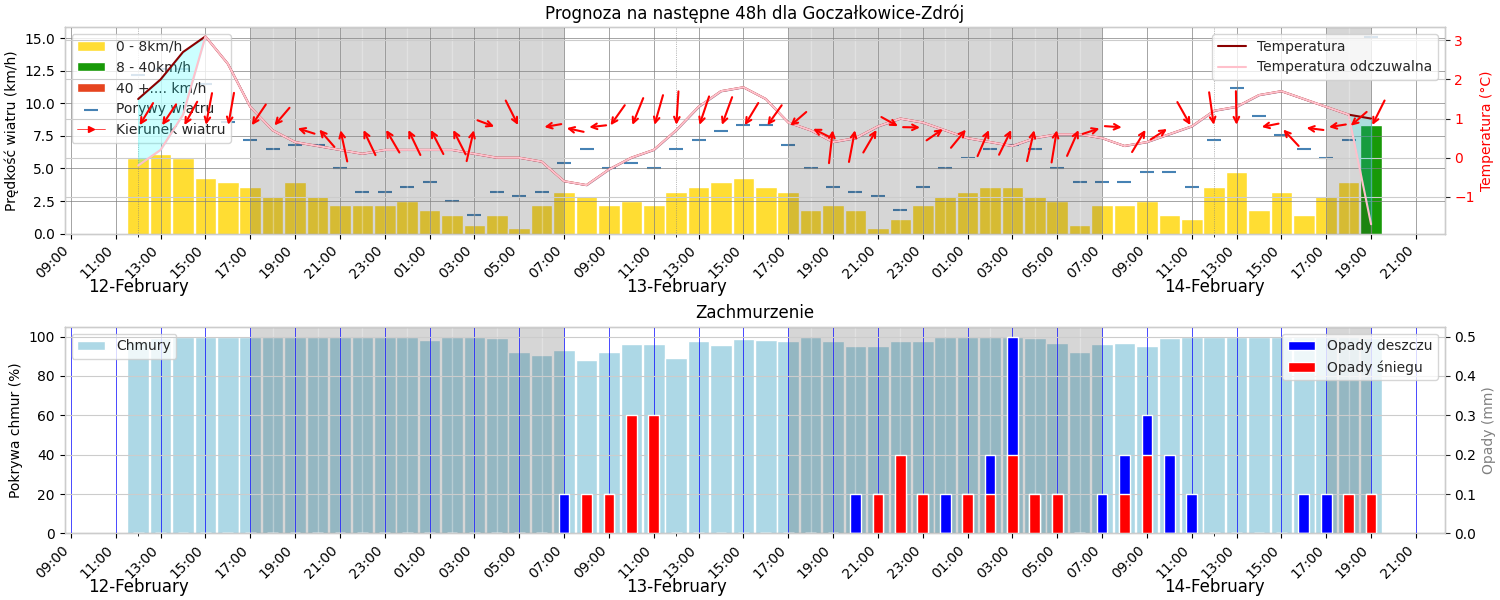 Prognoza na następne 48h dla Goczałkowice-Zdrój
15.0
12.5
10.0
7.5
5.0
2.5
0.0
Prędkość wiatru (km/h)
0 - 8km/h
8 - 40km/h
40 +.... km/h
Porywy wiatru
Kierunek wiatru
Temperatura
Temperatura odczuwalna
3
2
1
0
−1
Temperatura (°C)
09:00 11:00 13:00 15:00 17:00 19:00 21:00 23:00 01:00 03:00 05:00 07:00 09:00 11:00 13:00 15:00 17:00 19:00 21:00 23:00 01:00 03:00 05:00 07:00 09:00 11:00 13:00 15:00 17:00 19:00 21:00
12-February 13-February 14-February
Zachmurzenie
100
80
60
40
20
0
Pokrywa chmur (%)
Chmury
Opady deszczu
Opady śniegu
0.5
0.4
0.3
0.2
0.1
0.0
Opady (mm)
09:00 11:00 13:00 15:00 17:00 19:00 21:00 23:00 01:00 03:00 05:00 07:00 09:00 11:00 13:00 15:00 17:00 19:00 21:00 23:00 01:00 03:00 05:00 07:00 09:00 11:00 13:00 15:00 17:00 19:00 21:00
12-February 13-February 14-February